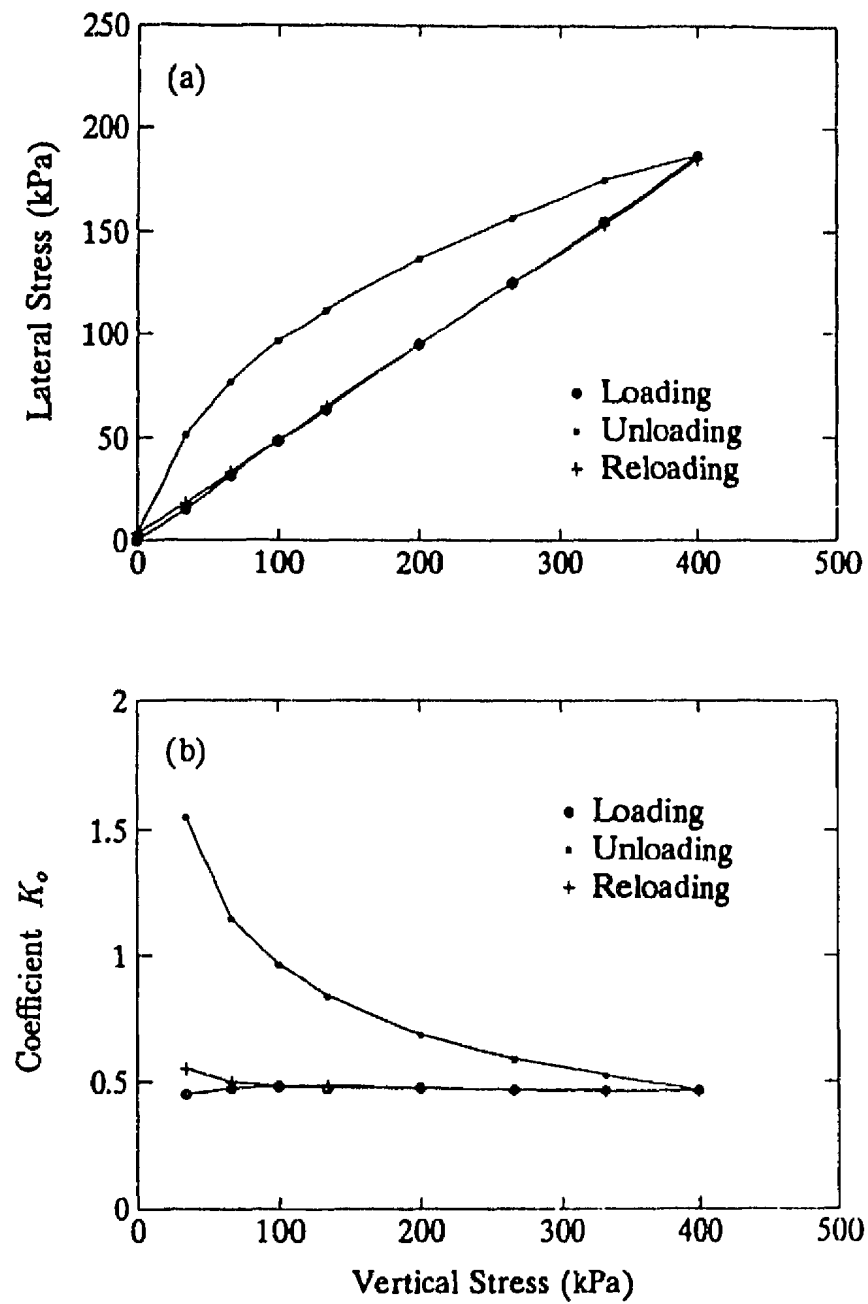 250
(a)
200
150
100
50
0
Lateral Stress (kPa)
Loading
Unloading
Reloading
0 100 200 300 400 500
2
(b)
1.5
1
0.5
0
Coefficient K₀
Loading
Unloading
Reloading
0 100 200 300 400 500
Vertical Stress (kPa)